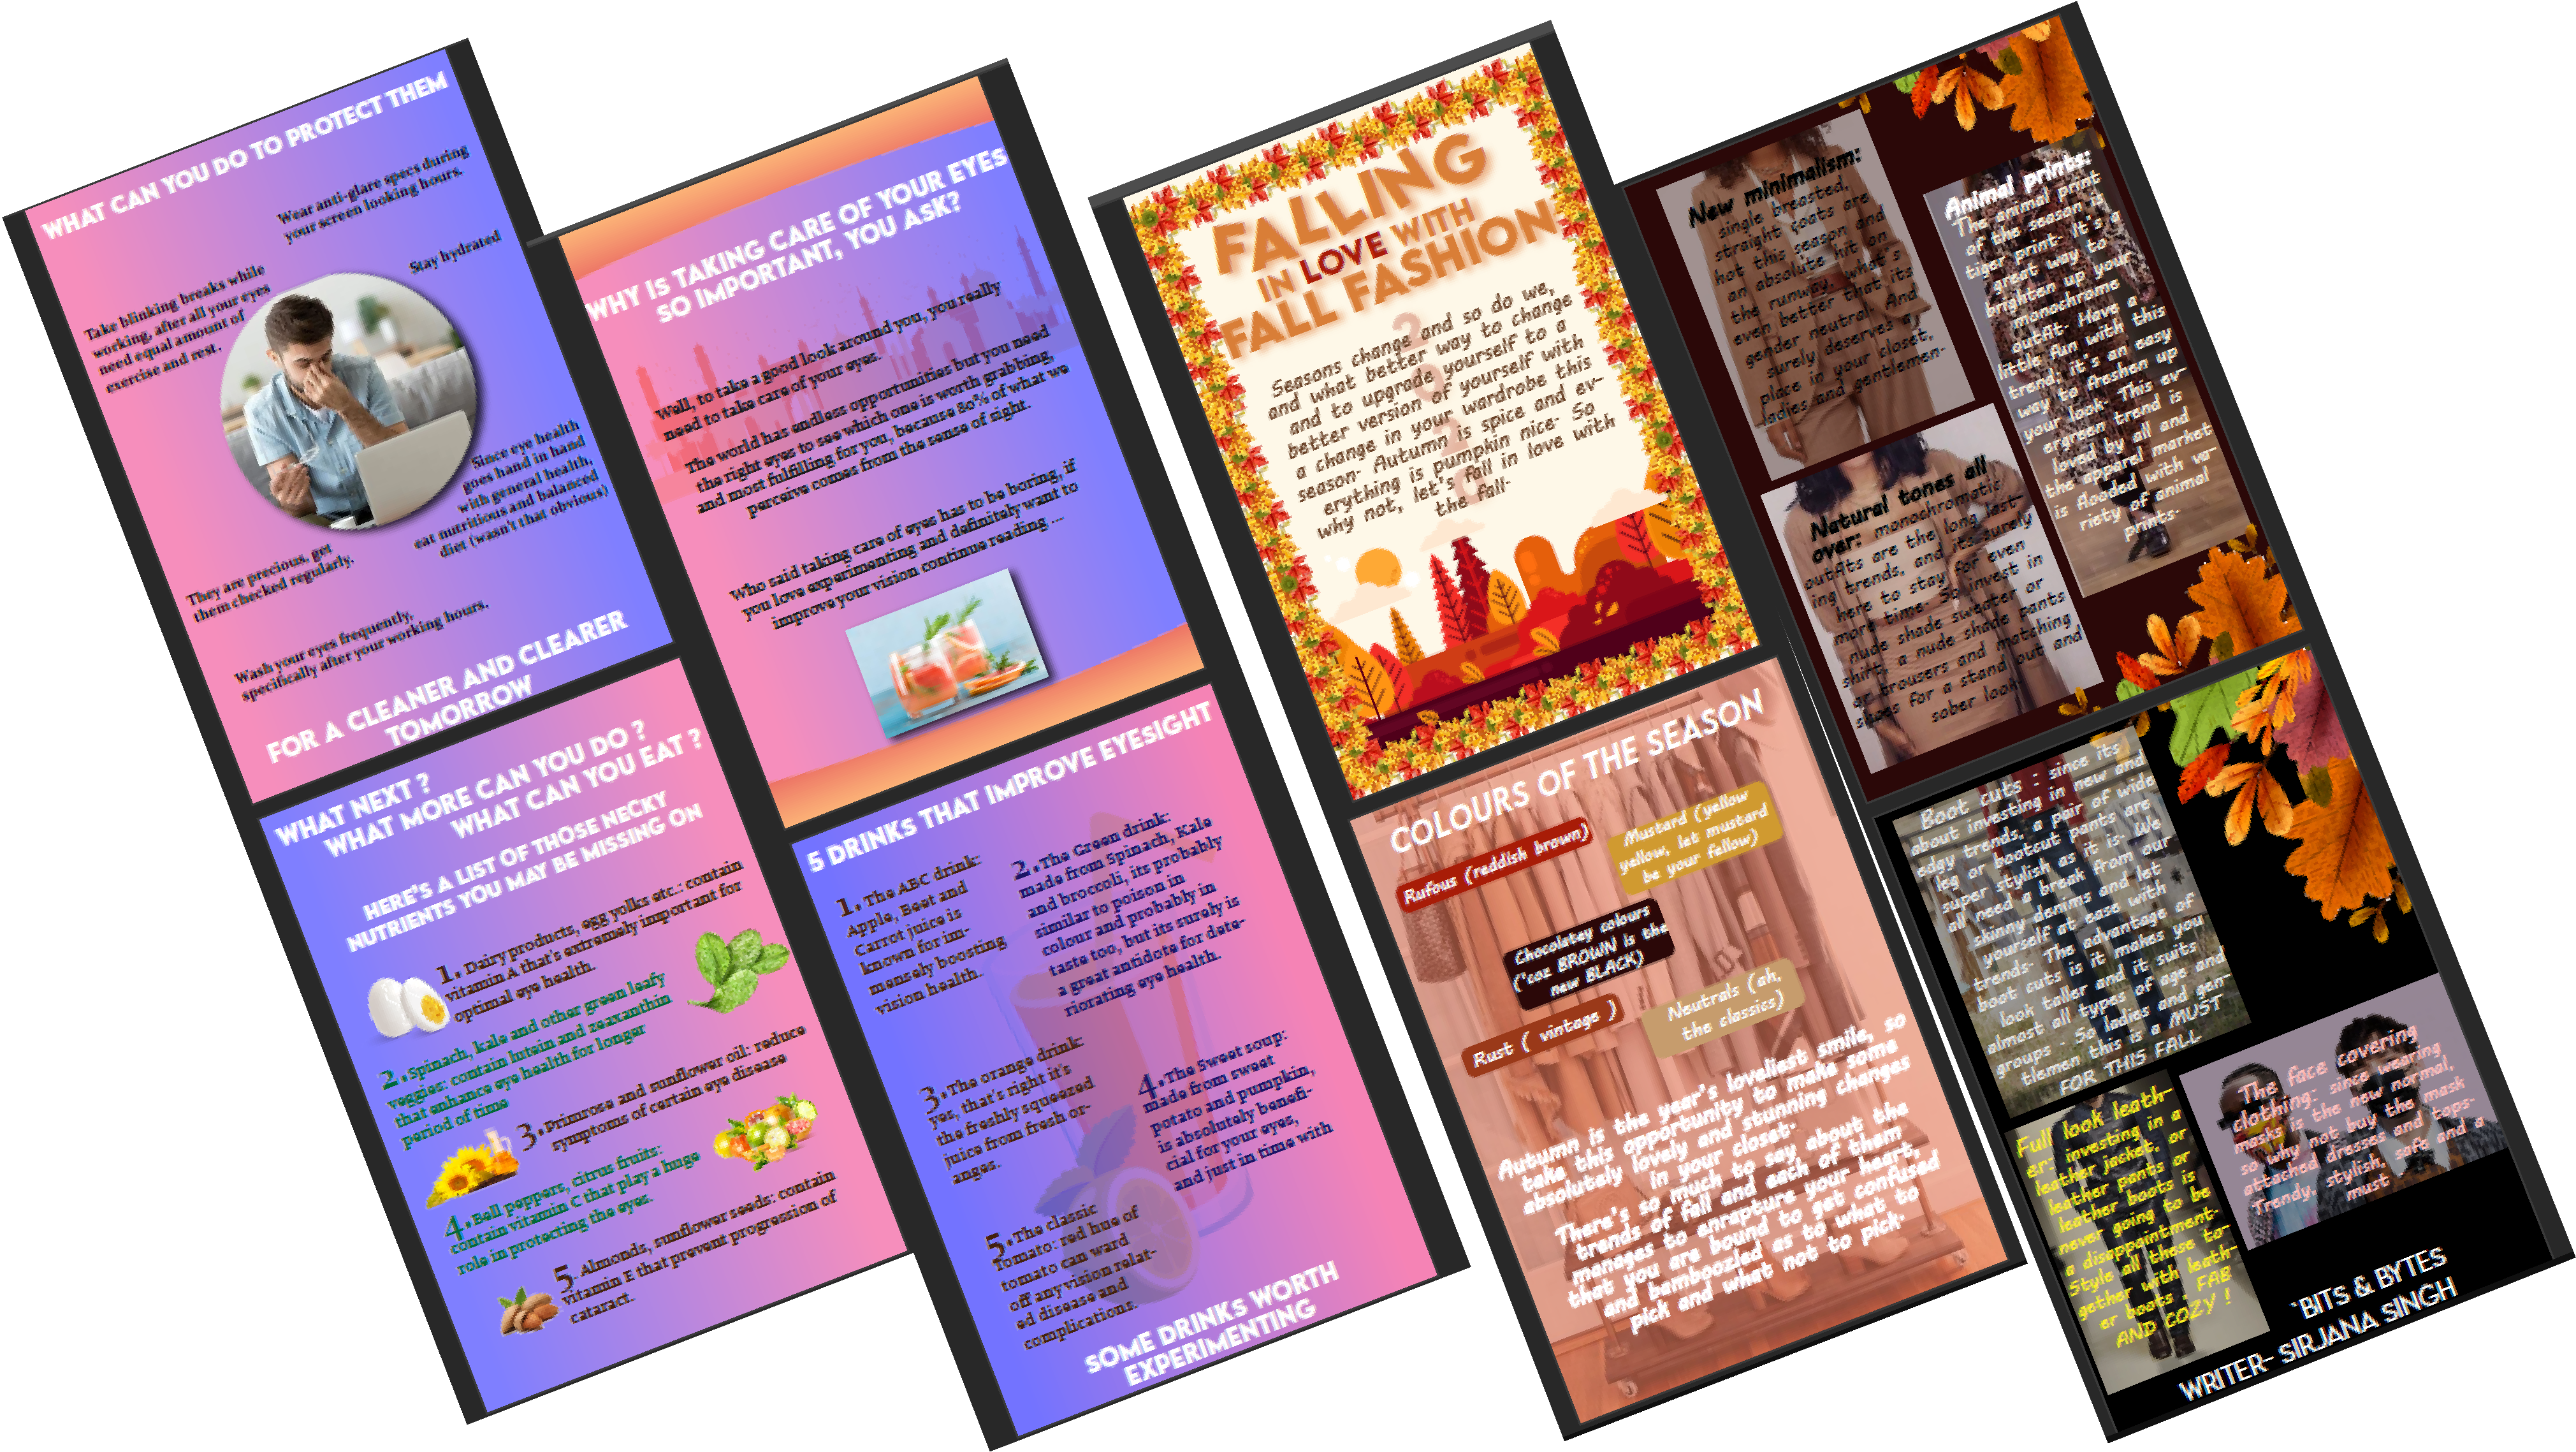 WHAT CAN YOU DO TO PROTECT THEM
Wear anti-glare specs during
your screen looking hours.
Stay hydrated
Take blinking breaks while
working, after all your eyes
need equal amount of
exercise and rest.
Since eye health
goes hand in hand
with general health,
eat nutritious and balanced
diet (wasn't that obvious)
They are precious, get
them checked regularly.
Wash your eyes frequently,
specifically after your working hours.
FOR A CLEANER AND CLEARER
TOMORROW
WHAT NEXT ?
WHAT MORE CAN YOU DO ?
WHAT CAN YOU EAT ?
HERE'S A LIST OF THOSE NECKY
NUTRIENTS YOU MAY BE MISSING ON
1. Dairy products, egg yolks etc.: contain
vitamin A that's extremely important for
optimal eye health.
2. Spinach, kale and other green leafy
veggies: contain lutein and zeaxanthin
that enhance eye health for longer
period of time
3. Primrose and sunflower oil: reduce
symptoms of certain eye disease
4. Bell peppers, citrus fruits:
contain vitamin C that play a huge
role in protecting the eyes.
5. Almonds, sunflower seeds: contain
vitamin E that prevent progression of
cataract.
WHY IS TAKING CARE OF YOUR EYES
SO IMPORTANT, YOU ASK?
Well, to take a good look around you, you really
need to take care of your eyes.
The world has endless opportunities but you need
the right eyes to see which one is worth grabbing,
and most fulfilling for you, because 80% of what we
perceive comes from the sense of sight.
Who said taking care of eyes has to be boring, if
you love experimenting and definitely want to
improve your vision continue reading ...
5 DRINKS THAT IMPROVE EYESIGHT
1. The ABC drink:
Apple, Beet and
Carrot juice is
known for im-
mensely boosting
vision health.
2. The Green drink:
made from Spinach, Kale
and broccoli, its probably
similar to poison in
colour and probably in
taste too, but its surely is
a great antidote for dete-
riorating eye health.
3. The orange drink:
yes, that's right it's
the freshly squeezed
juice from fresh or-
anges.
4. The Sweet soup:
made from sweet
potato and pumpkin,
is absolutely benefi-
cial for your eyes,
and just in time with
5. The classic
Tomato: red hue of
tomato can ward
off any vision relat-
ed disease and
complications.
SOME DRINKS WORTH
EXPERIMENTING
FALLING
IN LOVE WITH
FALL FASHION
Seasons change and so do we,
and what better way to change
and to upgrade yourself to a
better version of yourself with
a change in your wardrobe this
season. Autumn is spice and ev-
erything is pumpkin nice. So
why not, let's fall in love with
the fall.
COLOURS OF THE SEASON
Rufous (reddish brown)
Mustard (yellow
yellow, let mustard
be your fellow)
Chocolatey colours
('coz BROWN is the
new BLACK)
Rust ( vintage )
Neutrals (ah,
the classics)
Autumn is the year's loveliest smile, so
take this opportunity to make some
absolutely lovely and stunning changes
in your closet.
There's so much to say about the
trends of fall and each of them
manages to enrapture your heart,
that you are bound to get confused
and bamboozled as to what to
pick and what not to pick.
New minimalism:
single breasted,
straight coats are
hot this season and
an absolute hit on
the runway, what's
even better that its
gender neutral. And
surely deserves a
place in your closet,
ladies and gentlemen.
Animal prints:
The animal print
of the season is
tiger print. It's a
great way to
brighten up your
monochrome
outfit. Have a
little fun with this
trend, it's an easy
way to freshen up
your look. This ev-
ergreen trend is
loved by all and
the apparel market
is flooded with va-
riety of animal
prints.
Natural tones all
over: monochromatic
outfits are the long last-
ing trends, and its surely
here to stay for even
more time. So invest in
nude shade sweater or
shirt, a nude shade pants
or trousers and matching
shoes for a stand out and
sober look
Boot cuts : since its
about investing in new and
edgy trends, a pair of wide
leg or bootcut pants are
super stylish as it is. We
all need a break from our
skinny denims and let
yourself at ease with
trends. The advantage of
boot cuts is it makes you
look taller and it suits
almost all types of age and
groups . So ladies and gen-
tlemen this is a MUST
FOR THIS FALL
Full look leath-
er: investing in a
leather jacket, or
leather pants or
leather boots is
never going to be
a disappointment.
Style all these to-
gether with leath-
er boots . FAB
AND COZY !
The face covering
clothing: since wearing
masks is the new normal,
so why not buy the mask
attached dresses and tops.
Trendy, stylish, safe and a
must
`BITS & BYTES
WRITER- SIRJANA SINGH